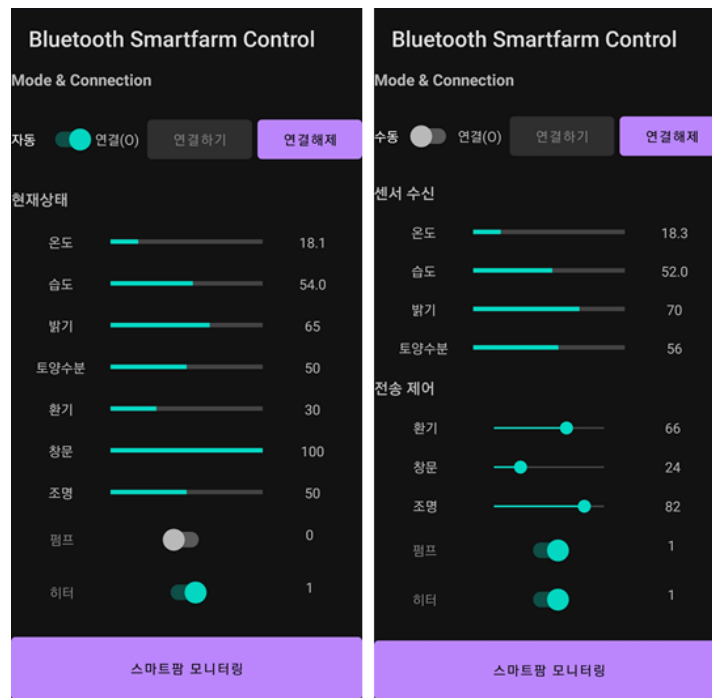 Bluetooth Smartfarm Control
Mode & Connection
자동 연결(O) 연결하기 연결해제
현재상태
온도 18.1
습도 54.0
밝기 65
토양수분 50
환기 30
창문 100
조명 50
펌프 0
히터 1
스마트팜 모니터링
Bluetooth Smartfarm Control
Mode & Connection
수동 연결(O) 연결하기 연결해제
센서 수신
온도 18.3
습도 52.0
밝기 70
토양수분 56
전송 제어
환기 66
창문 24
조명 82
펌프 1
히터 1
스마트팜 모니터링